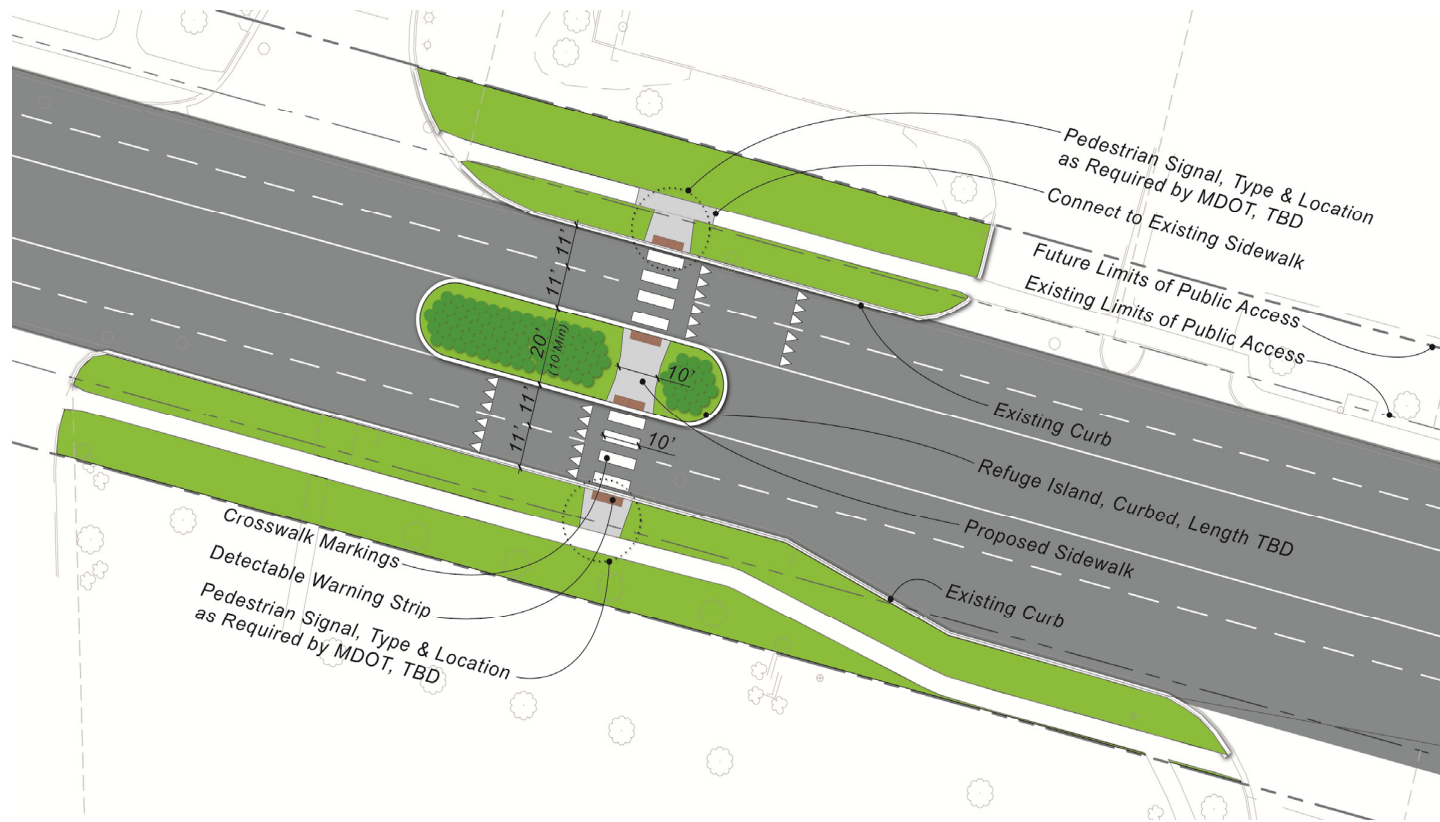 Pedestrian Signal, Type & Location
as Required by MDOT, TBD
Connect to Existing Sidewalk
Future Limits of Public Access
Existing Limits of Public Access
11'
11'
20'
(10'Min)
10'
11'
11'
10'
Existing Curb
Refuge Island, Curbed, Length TBD
Proposed Sidewalk
Existing Curb
Crosswalk Markings
Detectable Warning Strip
Pedestrian Signal, Type & Location
as Required by MDOT, TBD